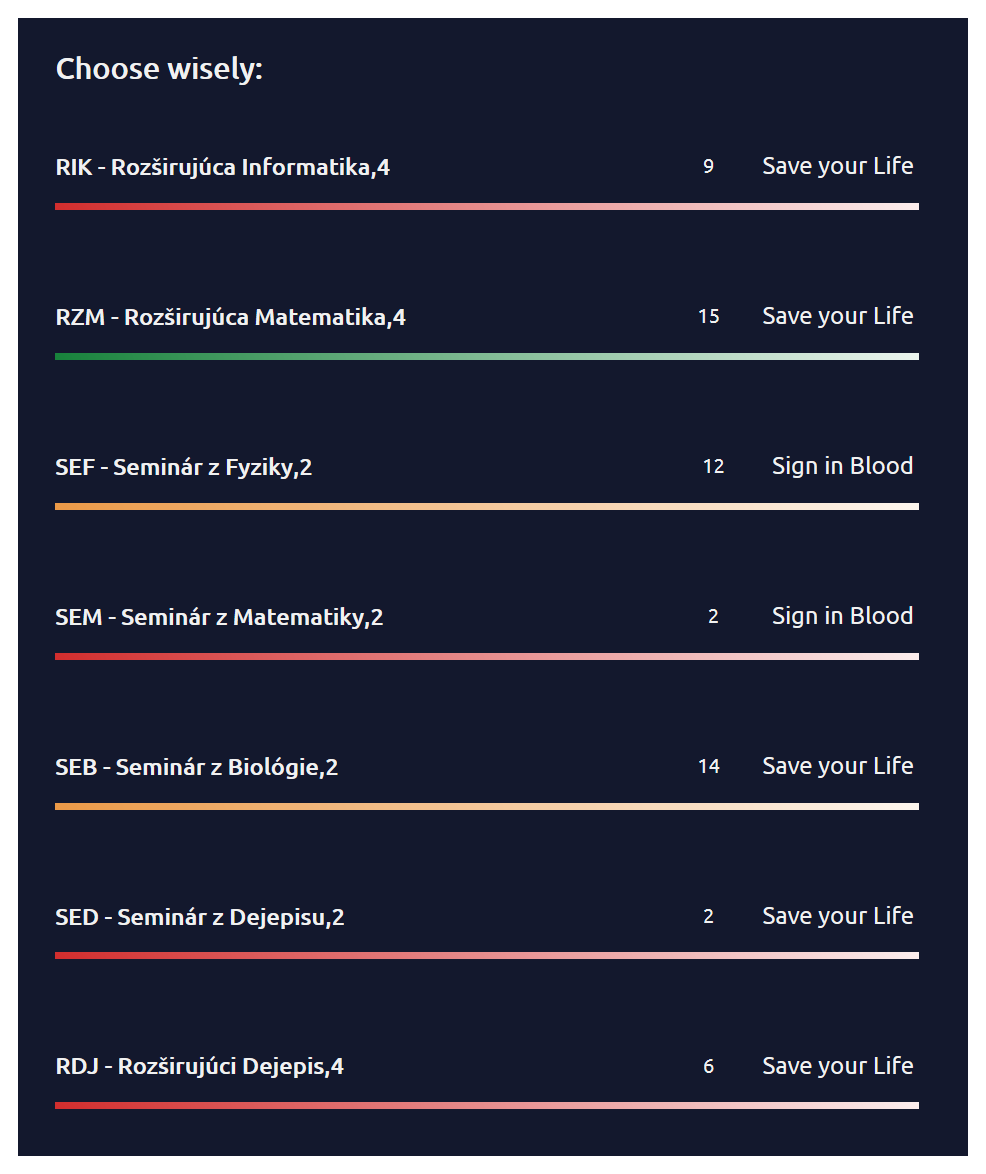 Choose wisely:
RIK - Rozširujúca Informatika,4 9 Save your Life
RZM - Rozširujúca Matematika,4 15 Save your Life
SEF - Seminár z Fyziky,2 12 Sign in Blood
SEM - Seminár z Matematiky,2 2 Sign in Blood
SEB - Seminár z Biológie,2 14 Save your Life
SED - Seminár z Dejepisu,2 2 Save your Life
RDJ - Rozširujúci Dejepis,4 6 Save your Life